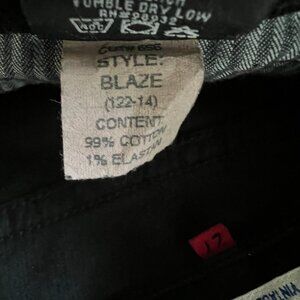 TUMBLE DRY LOW
STYLE:
BLAZE
(122-14)
CONTENT
99% COTTON
1% ELASTAN
17